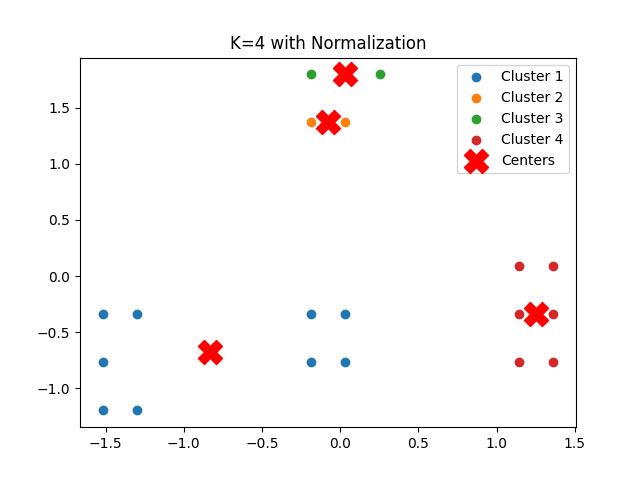 K=4 with Normalization
Cluster 1
Cluster 2
Cluster 3
Cluster 4
Centers
1.5
1.0
0.5
0.0
−0.5
−1.0
−1.5 −1.0 −0.5 0.0 0.5 1.0 1.5